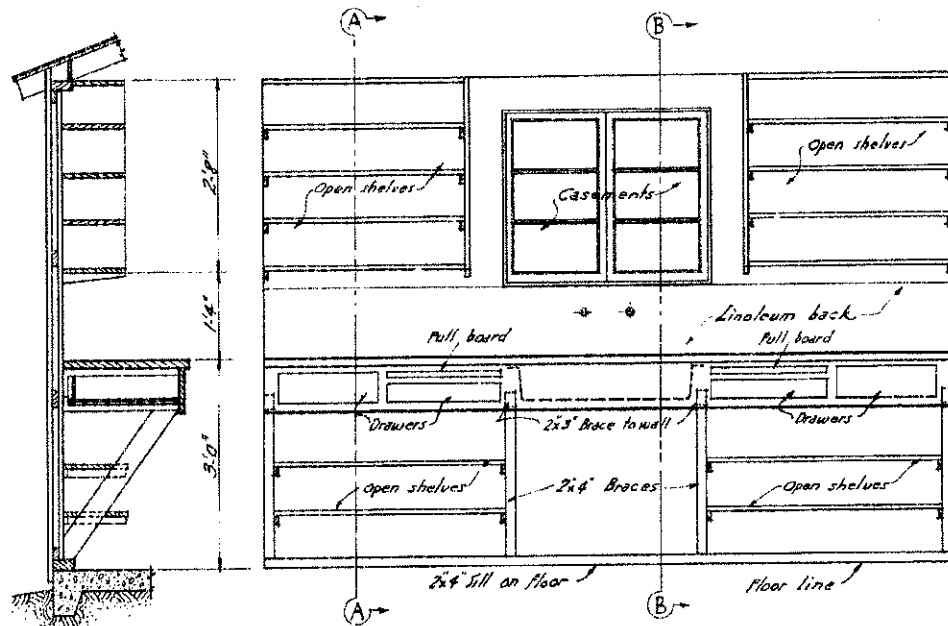 A
B
2'-8"
Open shelves
Casements
Open shelves
1'-4"
Linoleum back
Pull board
Pull board
Drawers
2"x3" Brace to wall
Drawers
3'-0"
Open shelves
2"x4" Braces
Open shelves
2"x4" Sill on floor
Floor line
A
B